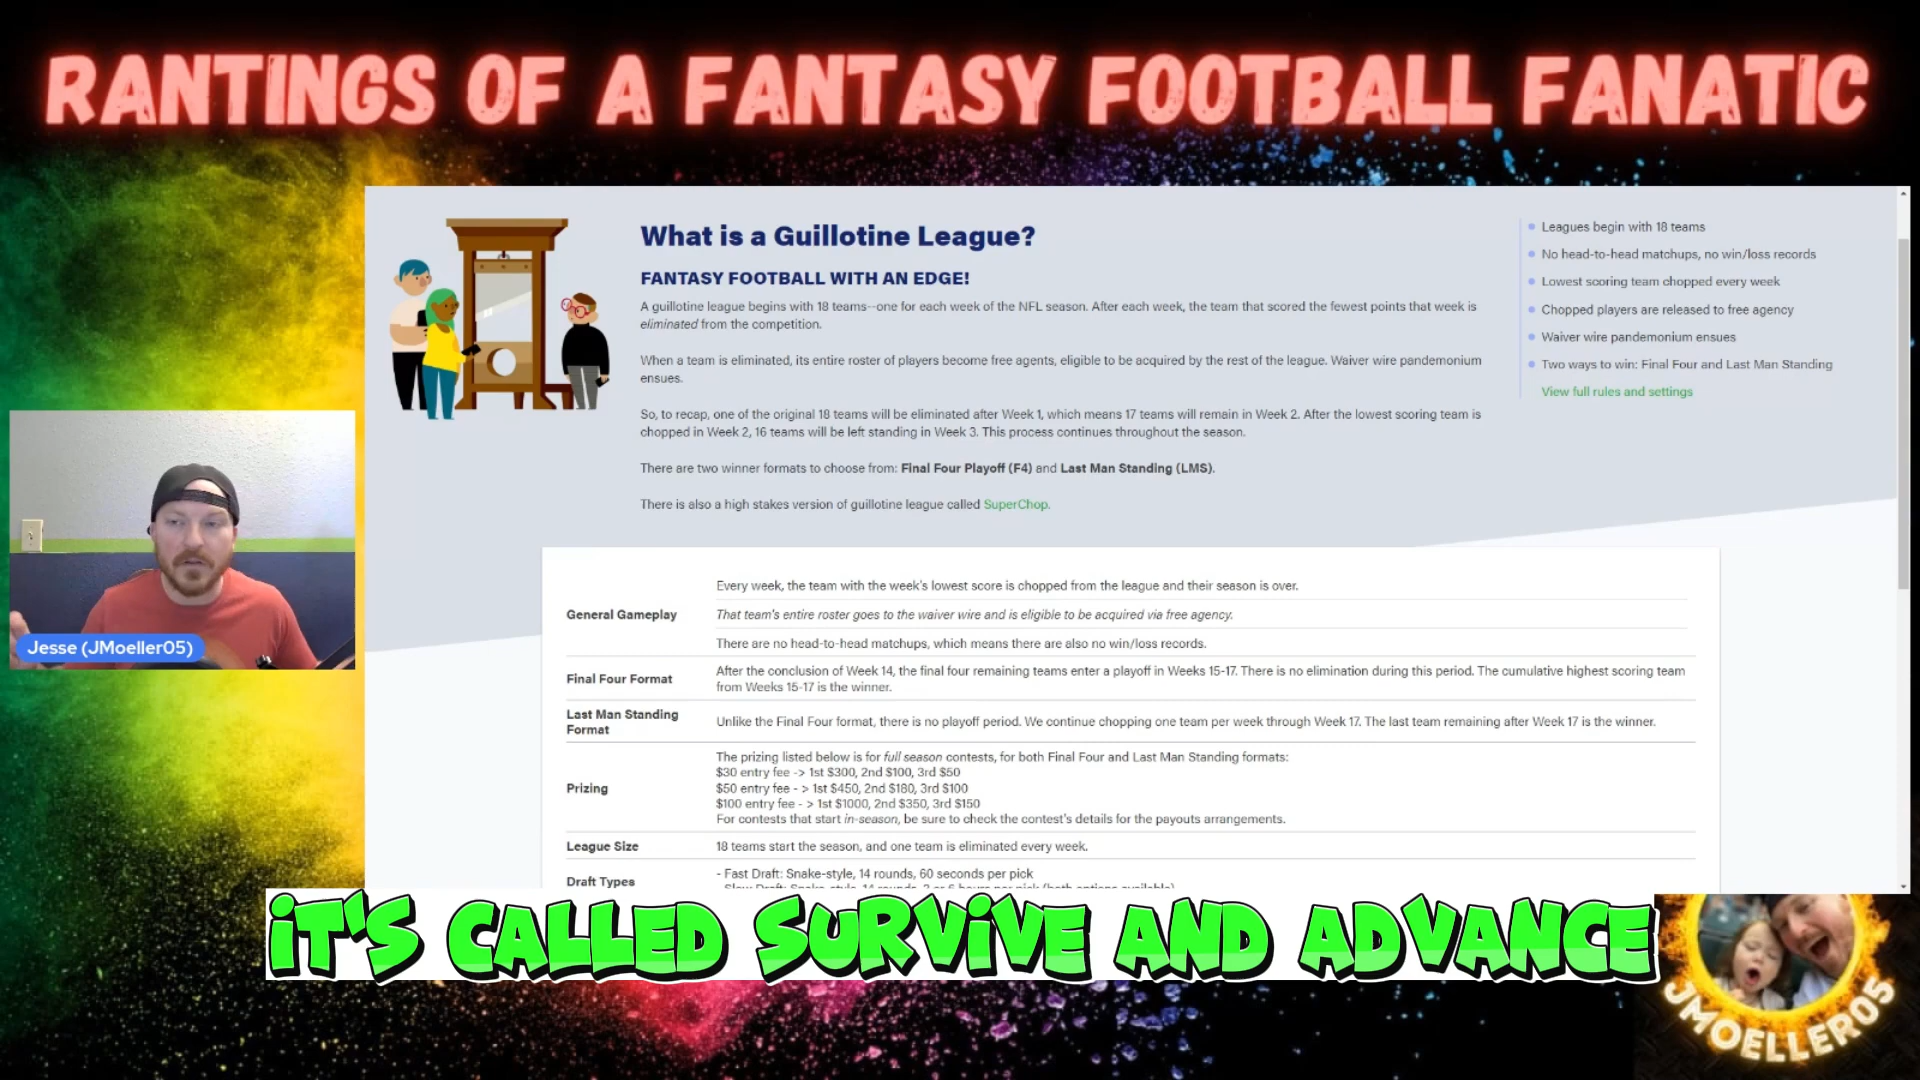 RANTINGS OF A FANTASY FOOTBALL FANATIC
What is a Guillotine League?
FANTASY FOOTBALL WITH AN EDGE!
A guillotine league begins with 18 teams--one for each week of the NFL season. After each week, the team that scored the fewest points that week is
eliminated from the competition.
When a team is eliminated, its entire roster of players become free agents, eligible to be acquired by the rest of the league. Waiver wire pandemonium
ensues.
So, to recap, one of the original 18 teams will be eliminated after Week 1, which means 17 teams will remain in Week 2. After the lowest scoring team is
chopped in Week 2, 16 teams will be left standing in Week 3. This process continues throughout the season.
There are two winner formats to choose from: Final Four Playoff (F4) and Last Man Standing (LMS).
There is also a high stakes version of guillotine league called SuperChop.
Leagues begin with 18 teams
No head-to-head matchups, no win/loss records
Lowest scoring team chopped every week
Chopped players are released to free agency
Waiver wire pandemonium ensues
Two ways to win: Final Four and Last Man Standing
View full rules and settings
Jesse (JMoeller05)
General Gameplay
Every week, the team with the week's lowest score is chopped from the league and their season is over.
That team's entire roster goes to the waiver wire and is eligible to be acquired via free agency.
There are no head-to-head matchups, which means there are also no win/loss records.
Final Four Format
After the conclusion of Week 14, the final four remaining teams enter a playoff in Weeks 15-17. There is no elimination during this period. The cumulative highest scoring team
from Weeks 15-17 is the winner.
Last Man Standing
Format
Unlike the Final Four format, there is no playoff period. We continue chopping one team per week through Week 17. The last team remaining after Week 17 is the winner.
Prizing
The prizing listed below is for full season contests, for both Final Four and Last Man Standing formats:
$30 entry fee -> 1st $300, 2nd $100, 3rd $50
$50 entry fee - > 1st $450, 2nd $180, 3rd $100
$100 entry fee - > 1st $1000, 2nd $350, 3rd $150
For contests that start in-season, be sure to check the contest's details for the payouts arrangements.
League Size
18 teams start the season, and one team is eliminated every week.
Draft Types
- Fast Draft: Snake-style, 14 rounds, 60 seconds per pick
IT'S CALLED SURVIVE AND ADVANCE
JMOELLER05